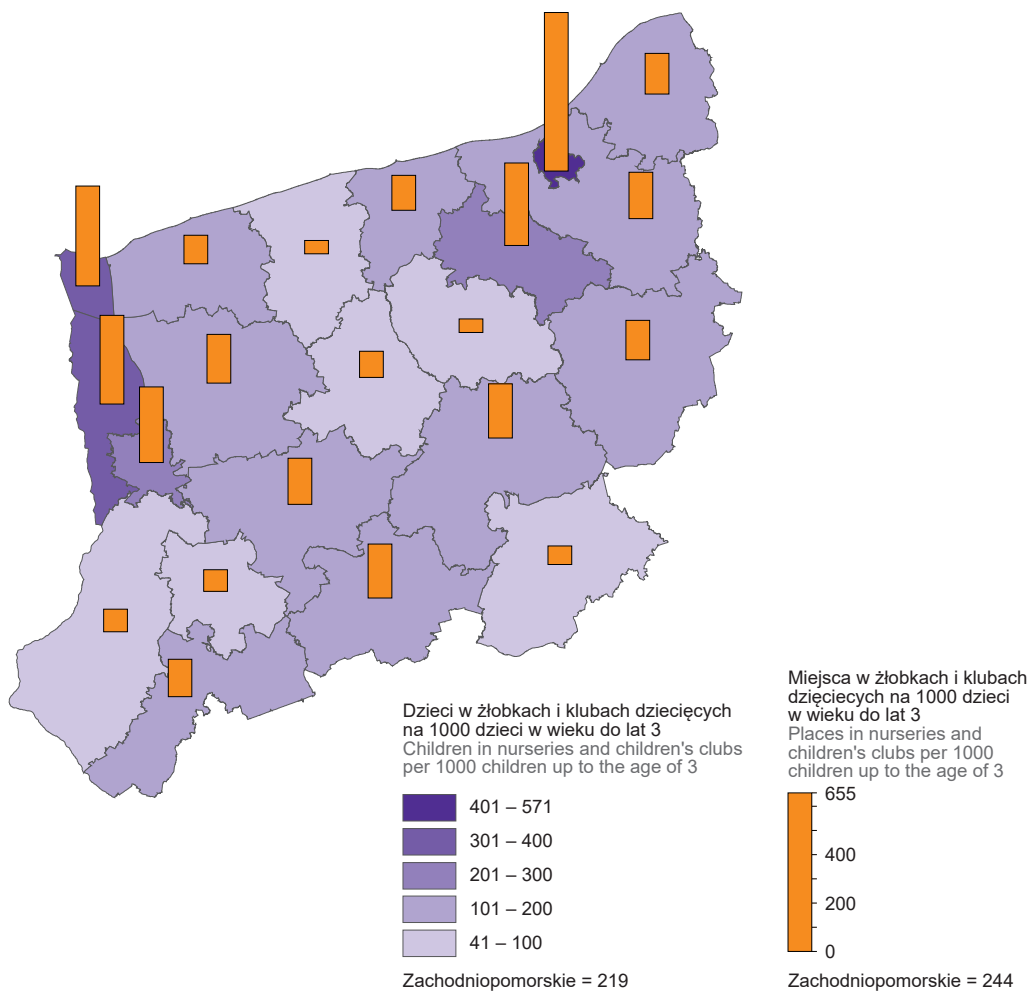 Dzieci w żłobkach i klubach dziecięcych
na 1000 dzieci w wieku do lat 3
Children in nurseries and children's clubs
per 1000 children up to the age of 3
401 – 571
301 – 400
201 – 300
101 – 200
41 – 100
Zachodniopomorskie = 219
Miejsca w żłobkach i klubach
dzięciecych na 1000 dzieci
w wieku do lat 3
Places in nurseries and
children's clubs per 1000
children up to the age of 3
655
400
200
0
Zachodniopomorskie = 244